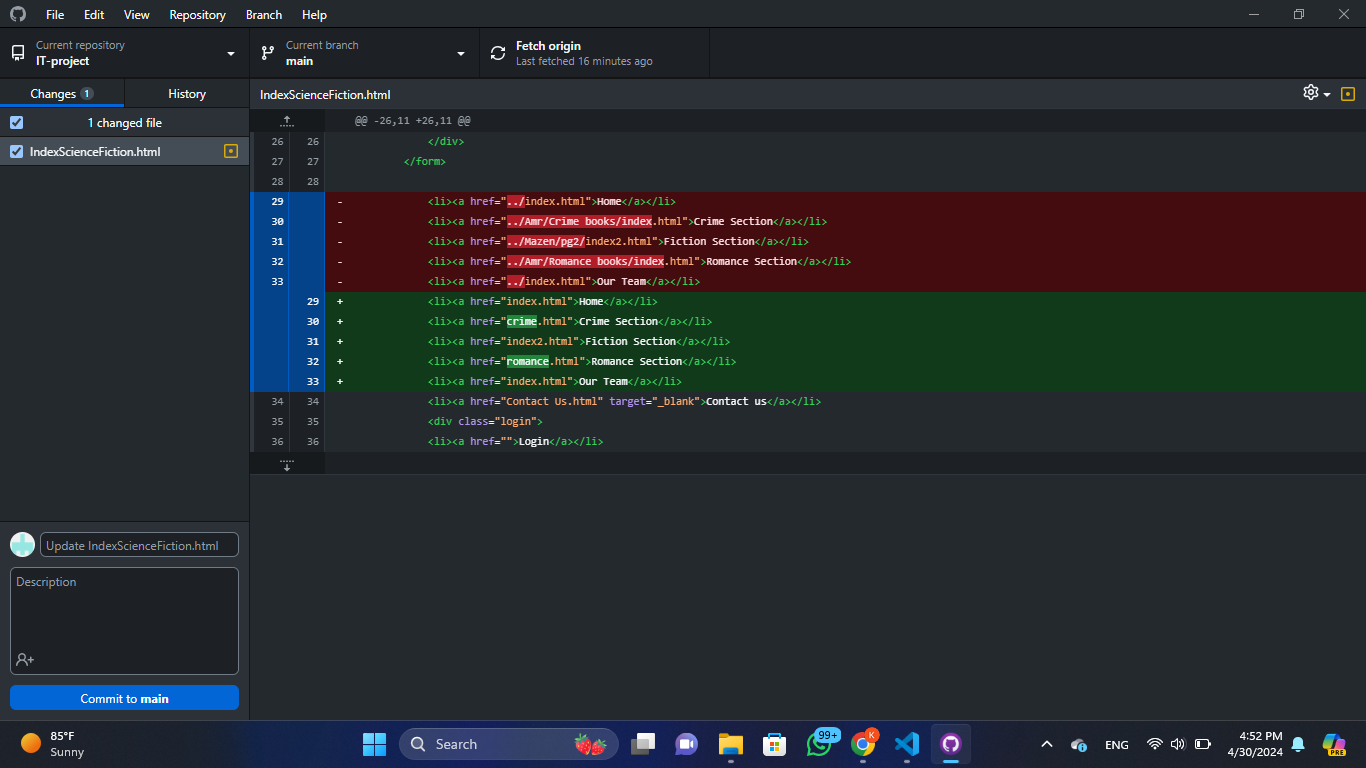 File Edit View Repository Branch Help
Current repository
IT-project
Current branch
main
Fetch origin
Last fetched 16 minutes ago
Changes 1
History
IndexScienceFiction.html
1 changed file
IndexScienceFiction.html
@@ -26,11 +26,11 @@
26 26 </div>
27 27 </form>
28 28
29 - <li><a href="../index.html">Home</a></li>
30 - <li><a href="../Amr/Crime books/index.html">Crime Section</a></li>
31 - <li><a href="../Mazen/pg2/index2.html">Fiction Section</a></li>
32 - <li><a href="../Amr/Romance books/index.html">Romance Section</a></li>
33 - <li><a href="../index.html">Our Team</a></li>
29 + <li><a href="index.html">Home</a></li>
30 + <li><a href="crime.html">Crime Section</a></li>
31 + <li><a href="index2.html">Fiction Section</a></li>
32 + <li><a href="romance.html">Romance Section</a></li>
33 + <li><a href="index.html">Our Team</a></li>
34 34 <li><a href="Contact Us.html" target="_blank">Contact us</a></li>
35 35 <div class="login">
36 36 <li><a href="">Login</a></li>
Update IndexScienceFiction.html
Description
Commit to main
85°F
Sunny
Search
99+
K
ENG
4:52 PM
4/30/2024
PRE